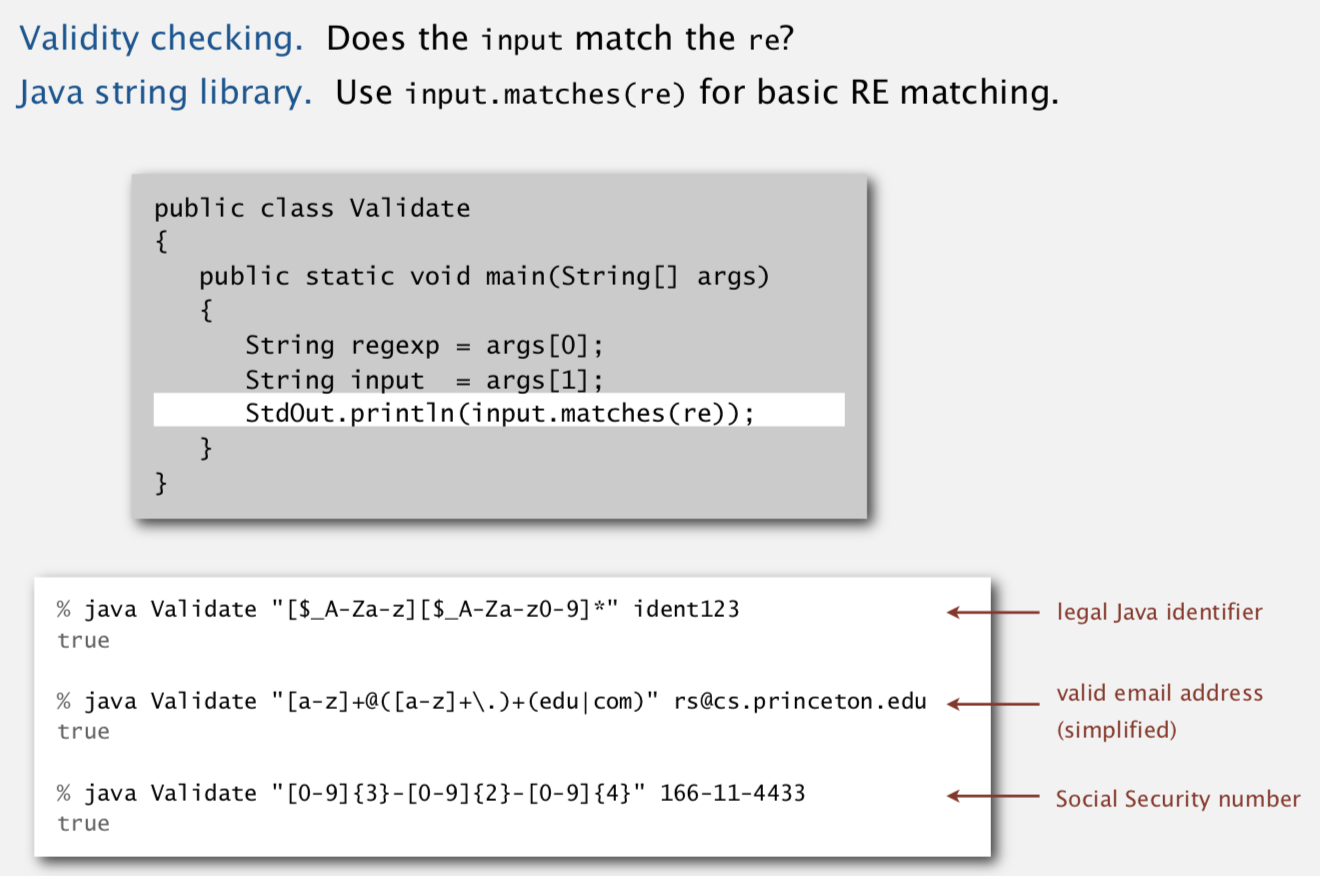 Validity checking. Does the input match the re?
Java string library. Use input.matches(re) for basic RE matching.
public class Validate
{
   public static void main(String[] args)
   {
      String regexp = args[0];
      String input  = args[1];
      StdOut.println(input.matches(re));
   }
}
% java Validate "[$_A-Za-z][$_A-Za-z0-9]*" ident123
legal Java identifier
true
% java Validate "[a-z]+@([a-z]+\.)+(edu|com)" rs@cs.princeton.edu
valid email address
(simplified)
true
% java Validate "[0-9]{3}-[0-9]{2}-[0-9]{4}" 166-11-4433
Social Security number
true